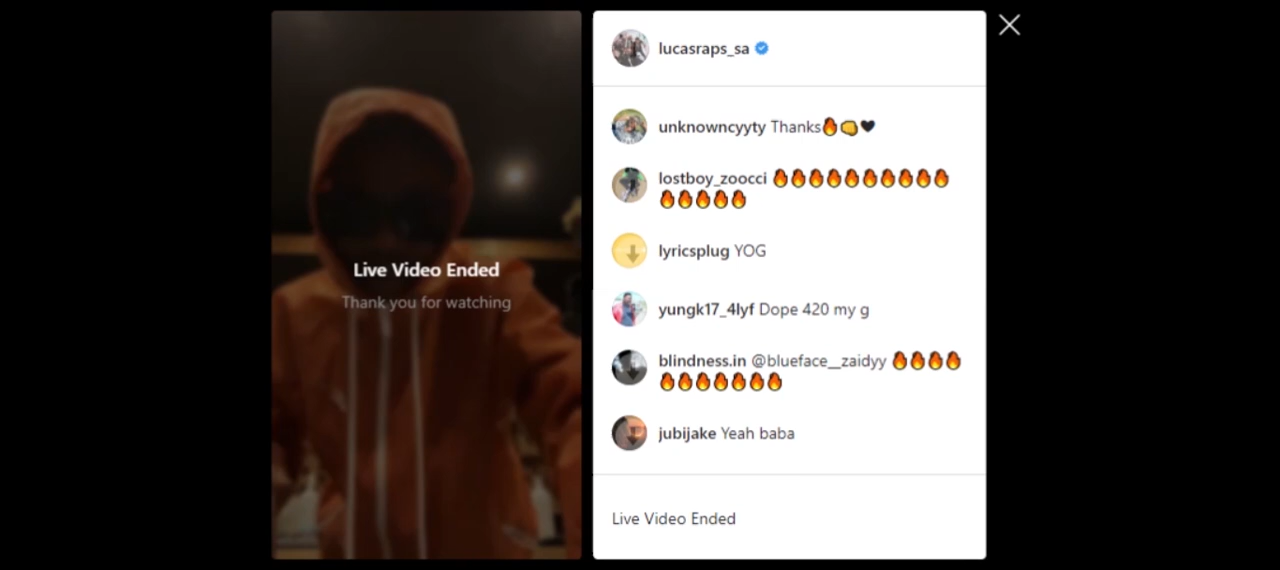 Live Video Ended
Thank you for watching
lucasraps_sa
unknowncyyty Thanks🔥👊🖤
lostboy_zoocci 🔥🔥🔥🔥🔥🔥🔥🔥🔥🔥
🔥🔥🔥🔥🔥
lyricsplug YOG
yungk17_4lyf Dope 420 my g
blindness.in @blueface__zaidyy 🔥🔥🔥🔥
🔥🔥🔥🔥🔥🔥🔥
jubijake Yeah baba
Live Video Ended